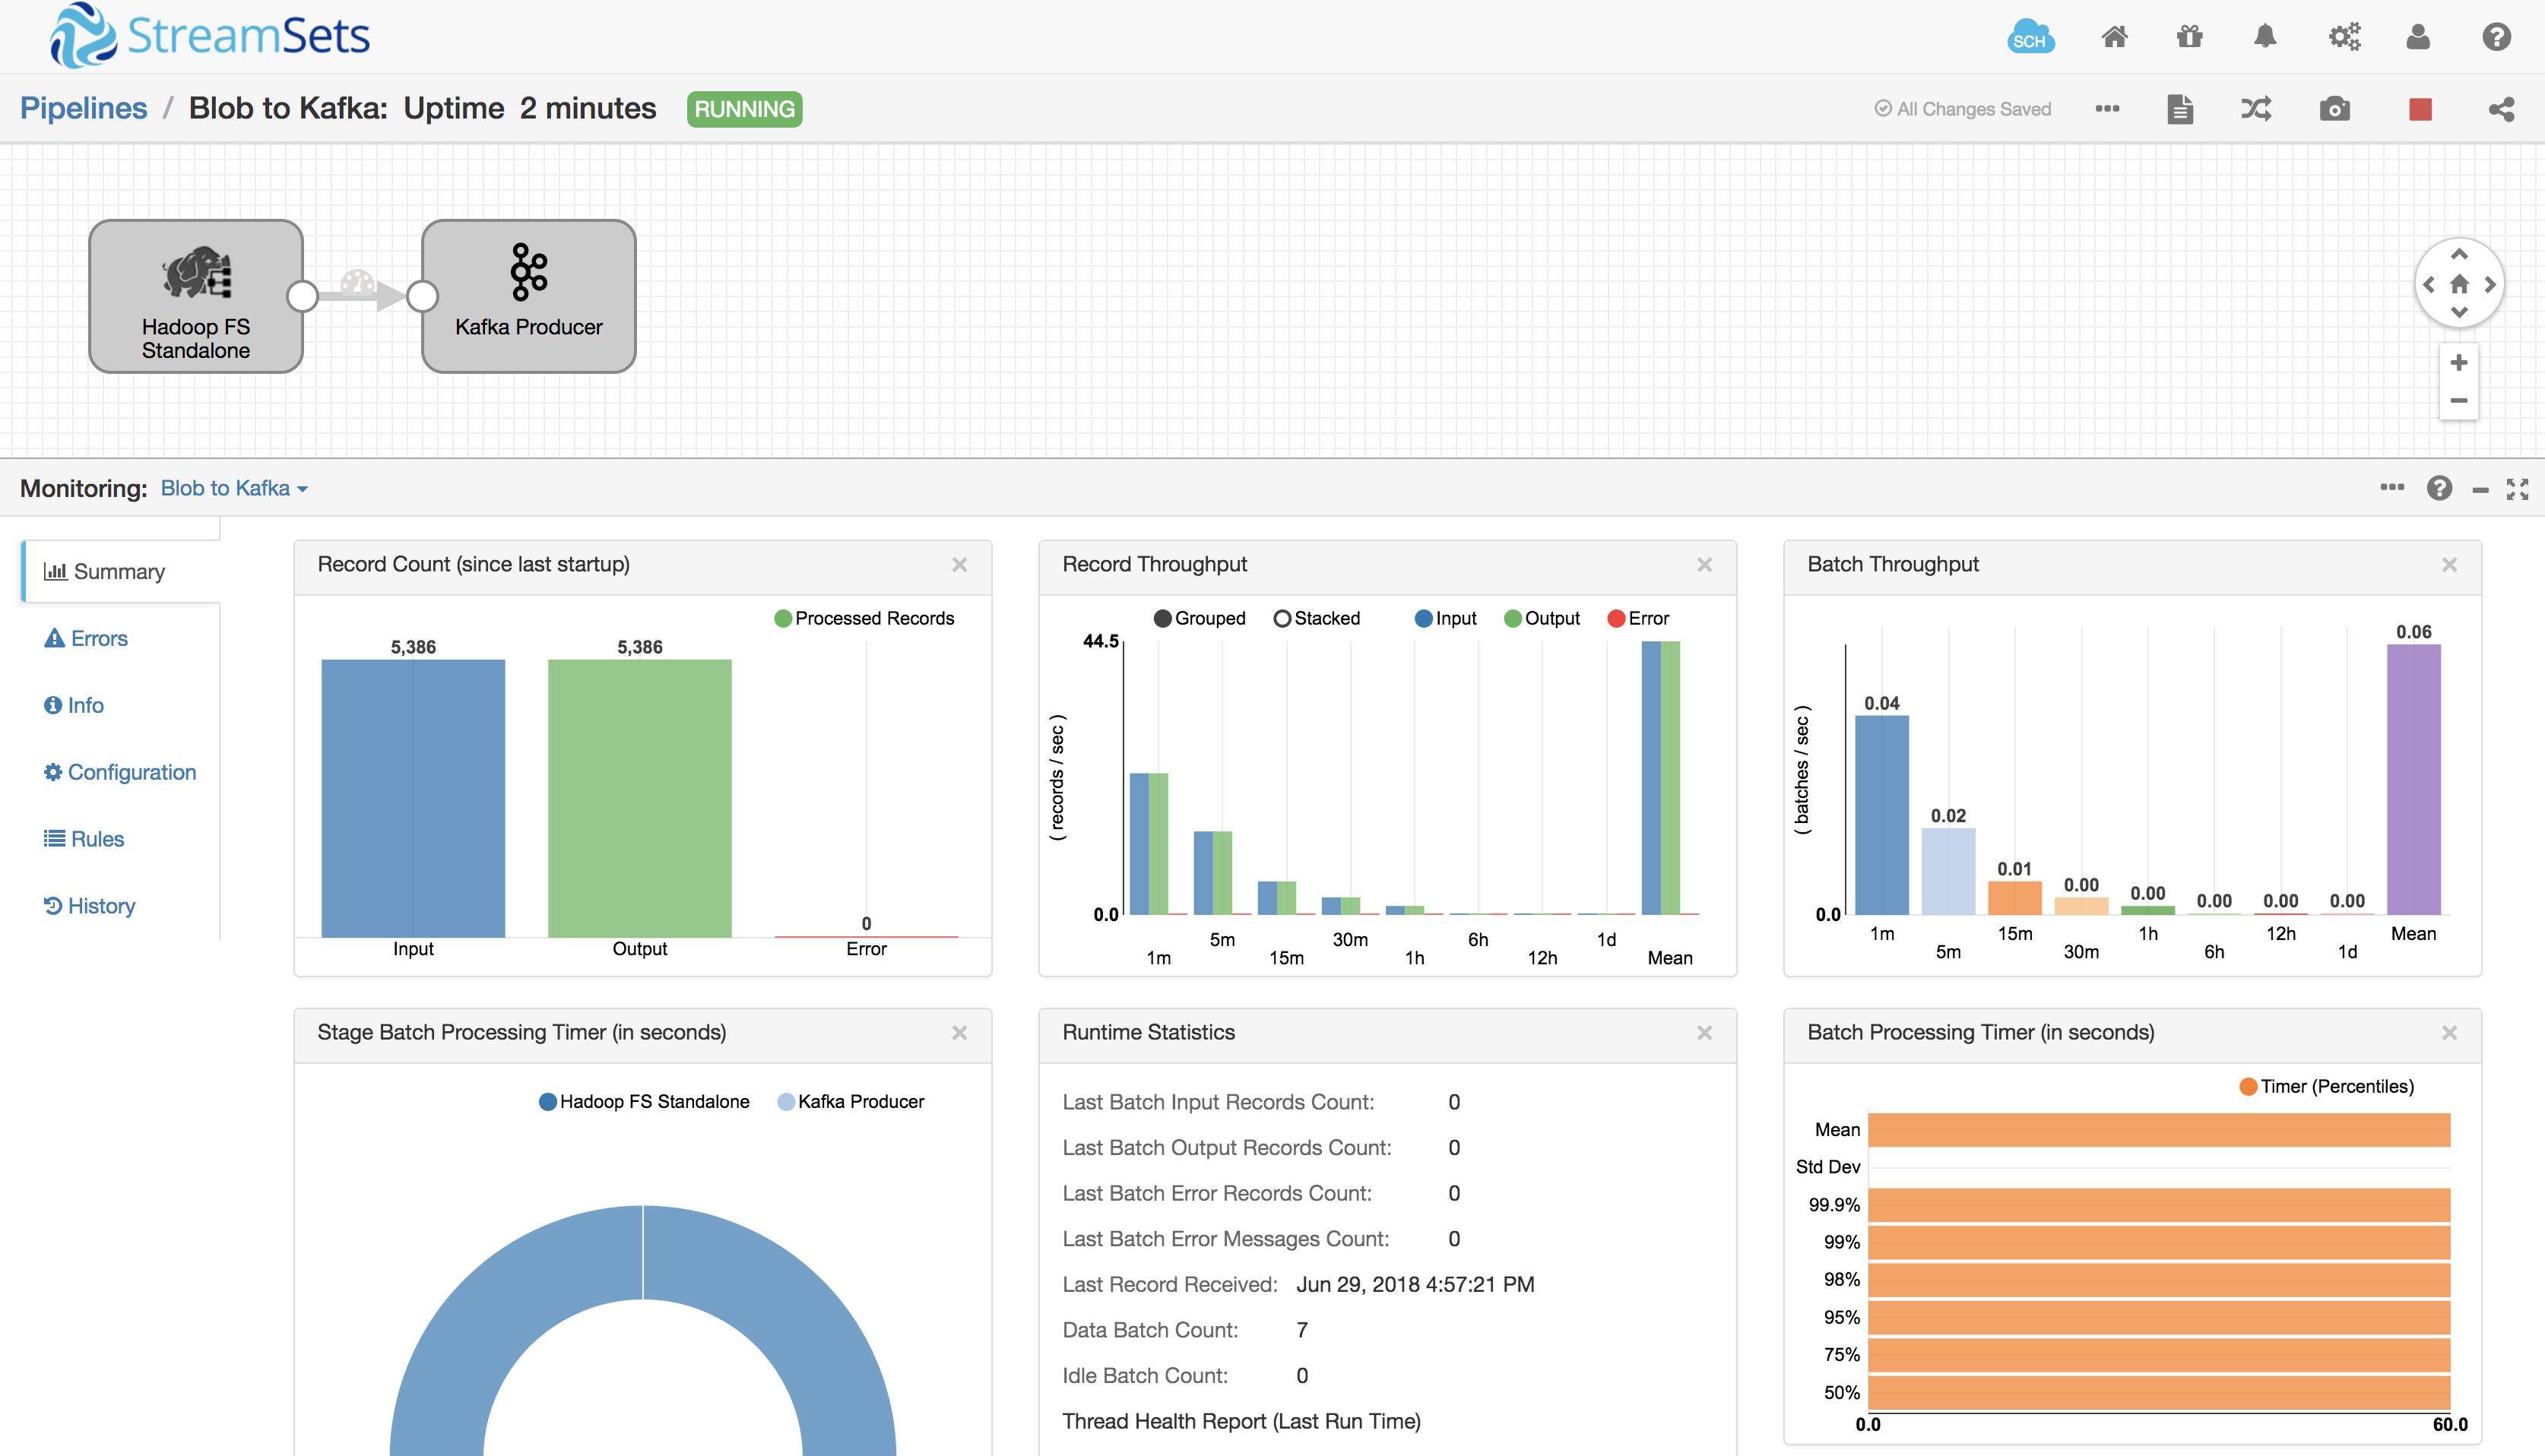 StreamSets
SCH
Pipelines / Blob to Kafka: Uptime 2 minutes RUNNING
All Changes Saved
Hadoop FS
Standalone
Kafka Producer
Monitoring: Blob to Kafka
Summary
Errors
Info
Configuration
Rules
History
Record Count (since last startup)
Processed Records
5,386
5,386
0
Input
Output
Error
Record Throughput
Grouped Stacked Input Output Error
44.5
( records / sec )
0.0
1m
5m
15m
30m
1h
6h
12h
1d
Mean
Batch Throughput
( batches / sec )
0.0
0.04
0.02
0.01
0.00
0.00
0.00
0.00
0.00
0.06
1m
5m
15m
30m
1h
6h
12h
1d
Mean
Stage Batch Processing Timer (in seconds)
Hadoop FS Standalone Kafka Producer
Runtime Statistics
Last Batch Input Records Count: 0
Last Batch Output Records Count: 0
Last Batch Error Records Count: 0
Last Batch Error Messages Count: 0
Last Record Received: Jun 29, 2018 4:57:21 PM
Data Batch Count: 7
Idle Batch Count: 0
Thread Health Report (Last Run Time)
Batch Processing Timer (in seconds)
Timer (Percentiles)
Mean
Std Dev
99.9%
99%
98%
95%
75%
50%
0.0
60.0